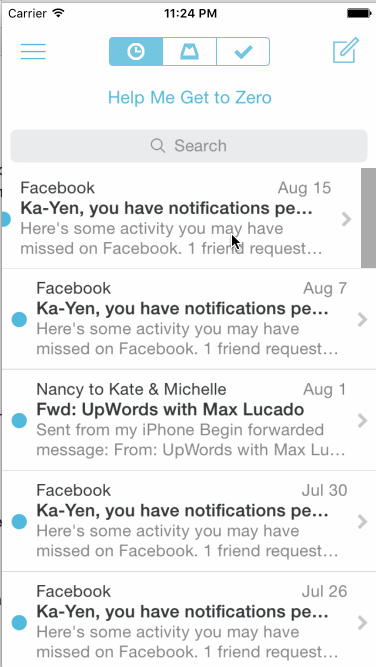 Carrier 11:24 PM
Help Me Get to Zero
Search
Facebook Aug 15
Ka-Yen, you have notifications pe…
Here's some activity you may have
missed on Facebook. 1 friend request…
Facebook Aug 7
Ka-Yen, you have notifications pe…
Here's some activity you may have
missed on Facebook. 1 friend request…
Nancy to Kate & Michelle Aug 1
Fwd: UpWords with Max Lucado
Sent from my iPhone Begin forwarded
message: From: UpWords with Max Lu…
Facebook Jul 30
Ka-Yen, you have notifications pe…
Here's some activity you may have
missed on Facebook. 1 friend request…
Facebook Jul 26
Ka-Yen, you have notifications pe…
Here's some activity you may have
missed on Facebook. 1 friend request…